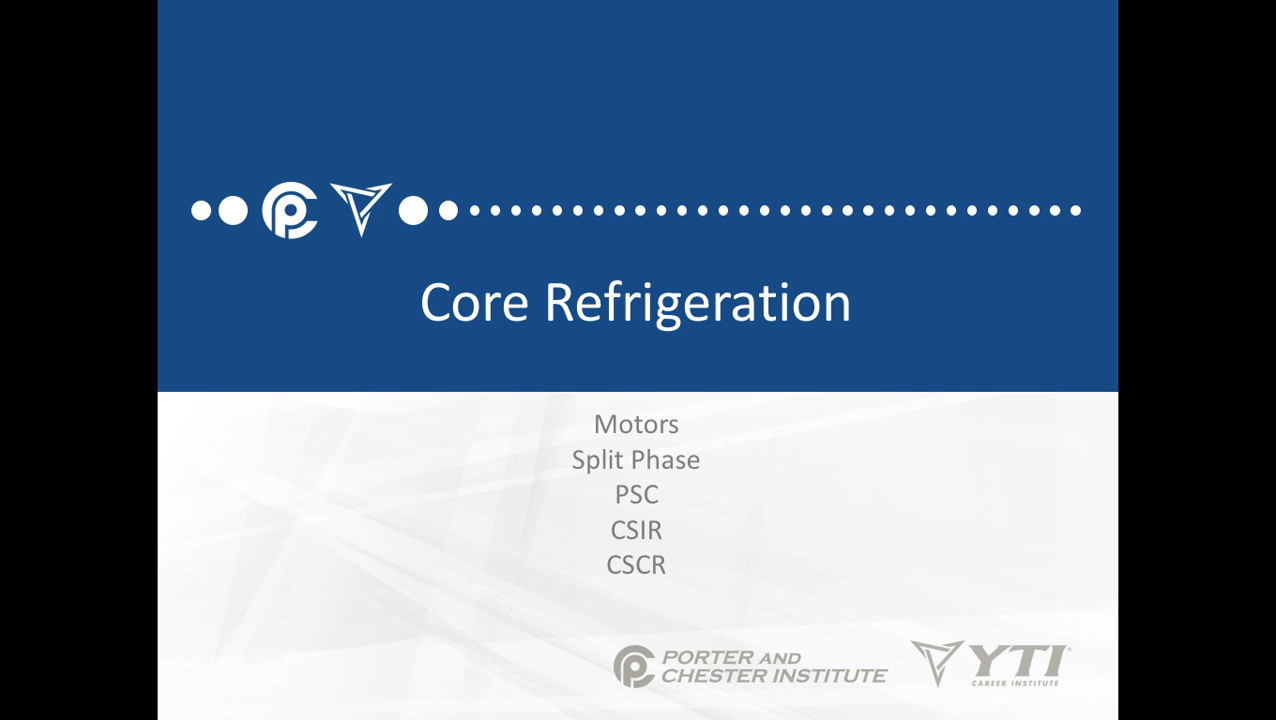 Core Refrigeration
Motors
Split Phase
PSC
CSIR
CSCR
PORTER AND
CHESTER INSTITUTE
YTI®
CAREER INSTITUTE